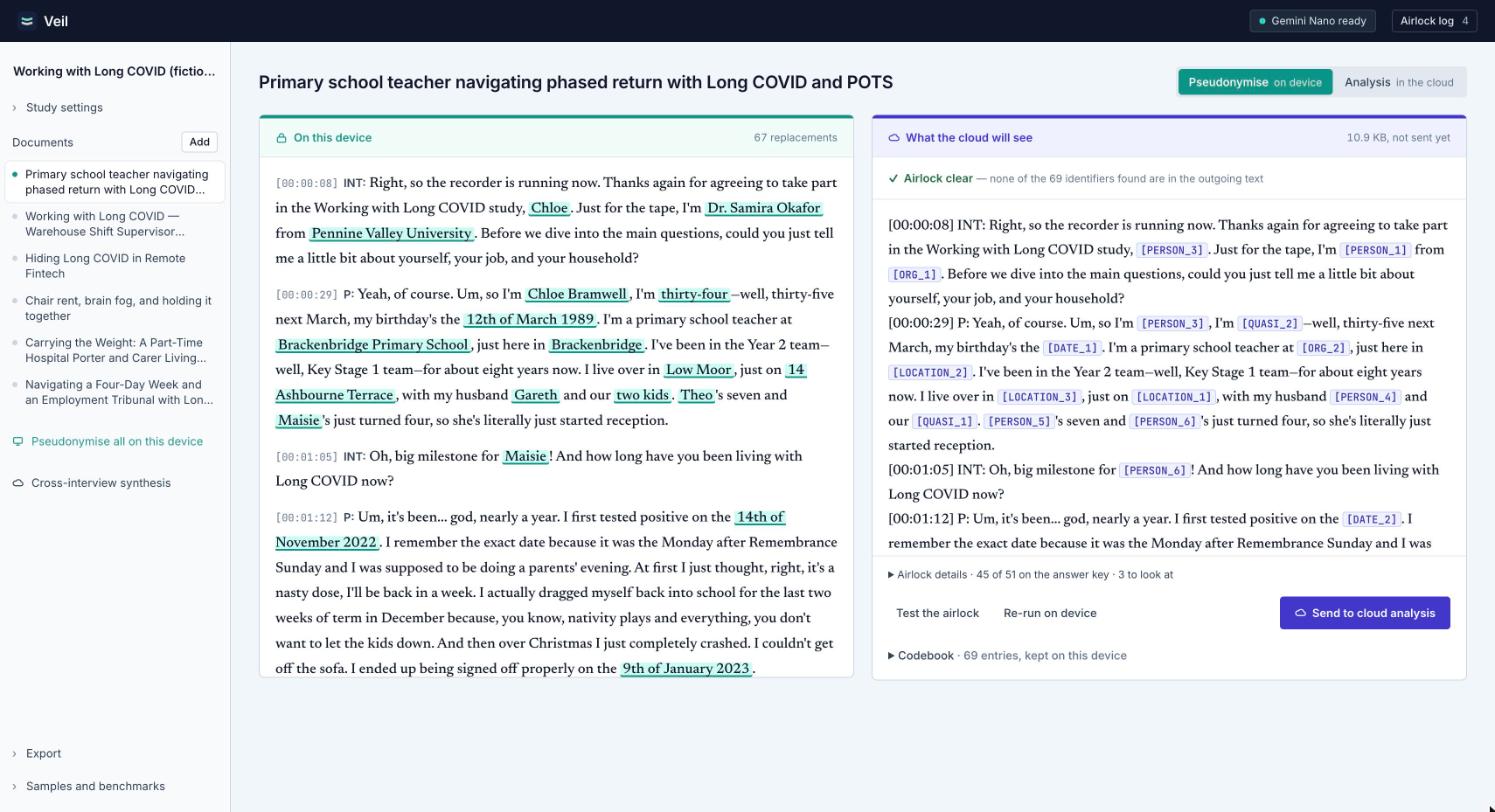 Veil
Gemini Nano ready
Airlock log 4
Working with Long COVID (fictio...
Study settings
Documents
Add
Primary school teacher navigating
phased return with Long COVID...
Working with Long COVID —
Warehouse Shift Supervisor...
Hiding Long COVID in Remote
Fintech
Chair rent, brain fog, and holding it
together
Carrying the Weight: A Part-Time
Hospital Porter and Carer Living...
Navigating a Four-Day Week and
an Employment Tribunal with Lon...
Pseudonymise all on this device
Cross-interview synthesis
Export
Samples and benchmarks
Primary school teacher navigating phased return with Long COVID and POTS
Pseudonymise on device
Analysis in the cloud
On this device
67 replacements
[00:00:08] INT: Right, so the recorder is running now. Thanks again for agreeing to take part
in the Working with Long COVID study, Chloe. Just for the tape, I'm Dr. Samira Okafor
from Pennine Valley University. Before we dive into the main questions, could you just tell
me a little bit about yourself, your job, and your household?
[00:00:29] P: Yeah, of course. Um, so I'm Chloe Bramwell, I'm thirty-four—well, thirty-five
next March, my birthday's the 12th of March 1989. I'm a primary school teacher at
Brackenbridge Primary School, just here in Brackenbridge. I've been in the Year 2 team—
well, Key Stage 1 team—for about eight years now. I live over in Low Moor, just on 14
Ashbourne Terrace, with my husband Gareth and our two kids. Theo's seven and
Maisie's just turned four, so she's literally just started reception.
[00:01:05] INT: Oh, big milestone for Maisie! And how long have you been living with
Long COVID now?
[00:01:12] P: Um, it's been... god, nearly a year. I first tested positive on the 14th of
November 2022. I remember the exact date because it was the Monday after Remembrance
Sunday and I was supposed to be doing a parents' evening. At first I just thought, right, it's a
nasty dose, I'll be back in a week. I actually dragged myself back into school for the last two
weeks of term in December because, you know, nativity plays and everything, you don't
want to let the kids down. And then over Christmas I just completely crashed. I couldn't get
off the sofa. I ended up being signed off properly on the 9th of January 2023.
What the cloud will see
10.9 KB, not sent yet
Airlock clear — none of the 69 identifiers found are in the outgoing text
[00:00:08] INT: Right, so the recorder is running now. Thanks again for agreeing to take part
in the Working with Long COVID study, [PERSON_3]. Just for the tape, I'm [PERSON_1] from
[ORG_1]. Before we dive into the main questions, could you just tell me a little bit about
yourself, your job, and your household?
[00:00:29] P: Yeah, of course. Um, so I'm [PERSON_3], I'm [QUASI_2]—well, thirty-five next
March, my birthday's the [DATE_1]. I'm a primary school teacher at [ORG_2], just here in
[LOCATION_2]. I've been in the Year 2 team—well, Key Stage 1 team—for about eight years
now. I live over in [LOCATION_3], just on [LOCATION_1], with my husband [PERSON_4] and
our [QUASI_1]. [PERSON_5]'s seven and [PERSON_6]'s just turned four, so she's literally just
started reception.
[00:01:05] INT: Oh, big milestone for [PERSON_6]! And how long have you been living with
Long COVID now?
[00:01:12] P: Um, it's been... god, nearly a year. I first tested positive on the [DATE_2]. I
remember the exact date because it was the Monday after Remembrance Sunday and I was
Airlock details · 45 of 51 on the answer key · 3 to look at
Test the airlock
Re-run on device
Send to cloud analysis
Codebook · 69 entries, kept on this device